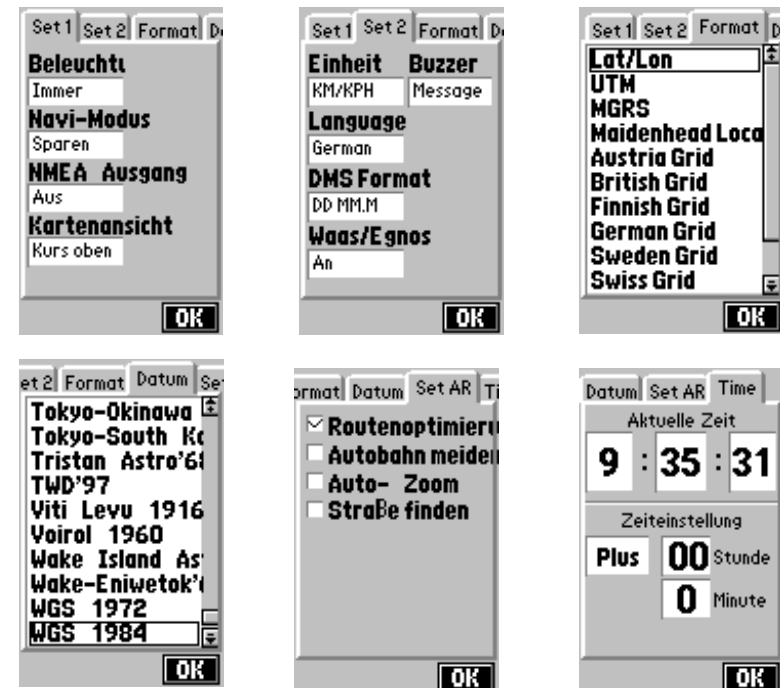 Set 1 Set 2 Format
Beleuchtu
Immer
Navi-Modus
Sparen
NMEA Ausgang
Aus
Kartenansicht
Kurs oben
OK
Set 1 Set 2 Format
Einheit Buzzer
KM/KPH Message
Language
German
DMS Format
DD MM.M
Waas/Egnos
An
OK
Set 1 Set 2 Format
Lat/Lon
UTM
MGRS
Maidenhead Loca
Austria Grid
British Grid
Finnish Grid
German Grid
Sweden Grid
Swiss Grid
OK
et 2 Format Datum Se
Tokyo-Okinawa
Tokyo-South Ko
Tristan Astro'6
TWD'97
Viti Levu 1916
Voirol 1960
Wake Island As
Wake-Eniwetok'
WGS 1972
WGS 1984
OK
ormat Datum Set AR Ti
Routenoptimieru
Autobahn meiden
Auto- Zoom
Straße finden
OK
Datum Set AR Time
Aktuelle Zeit
9 : 35 : 31
Zeiteinstellung
Plus 00 Stunde
0 Minute
OK